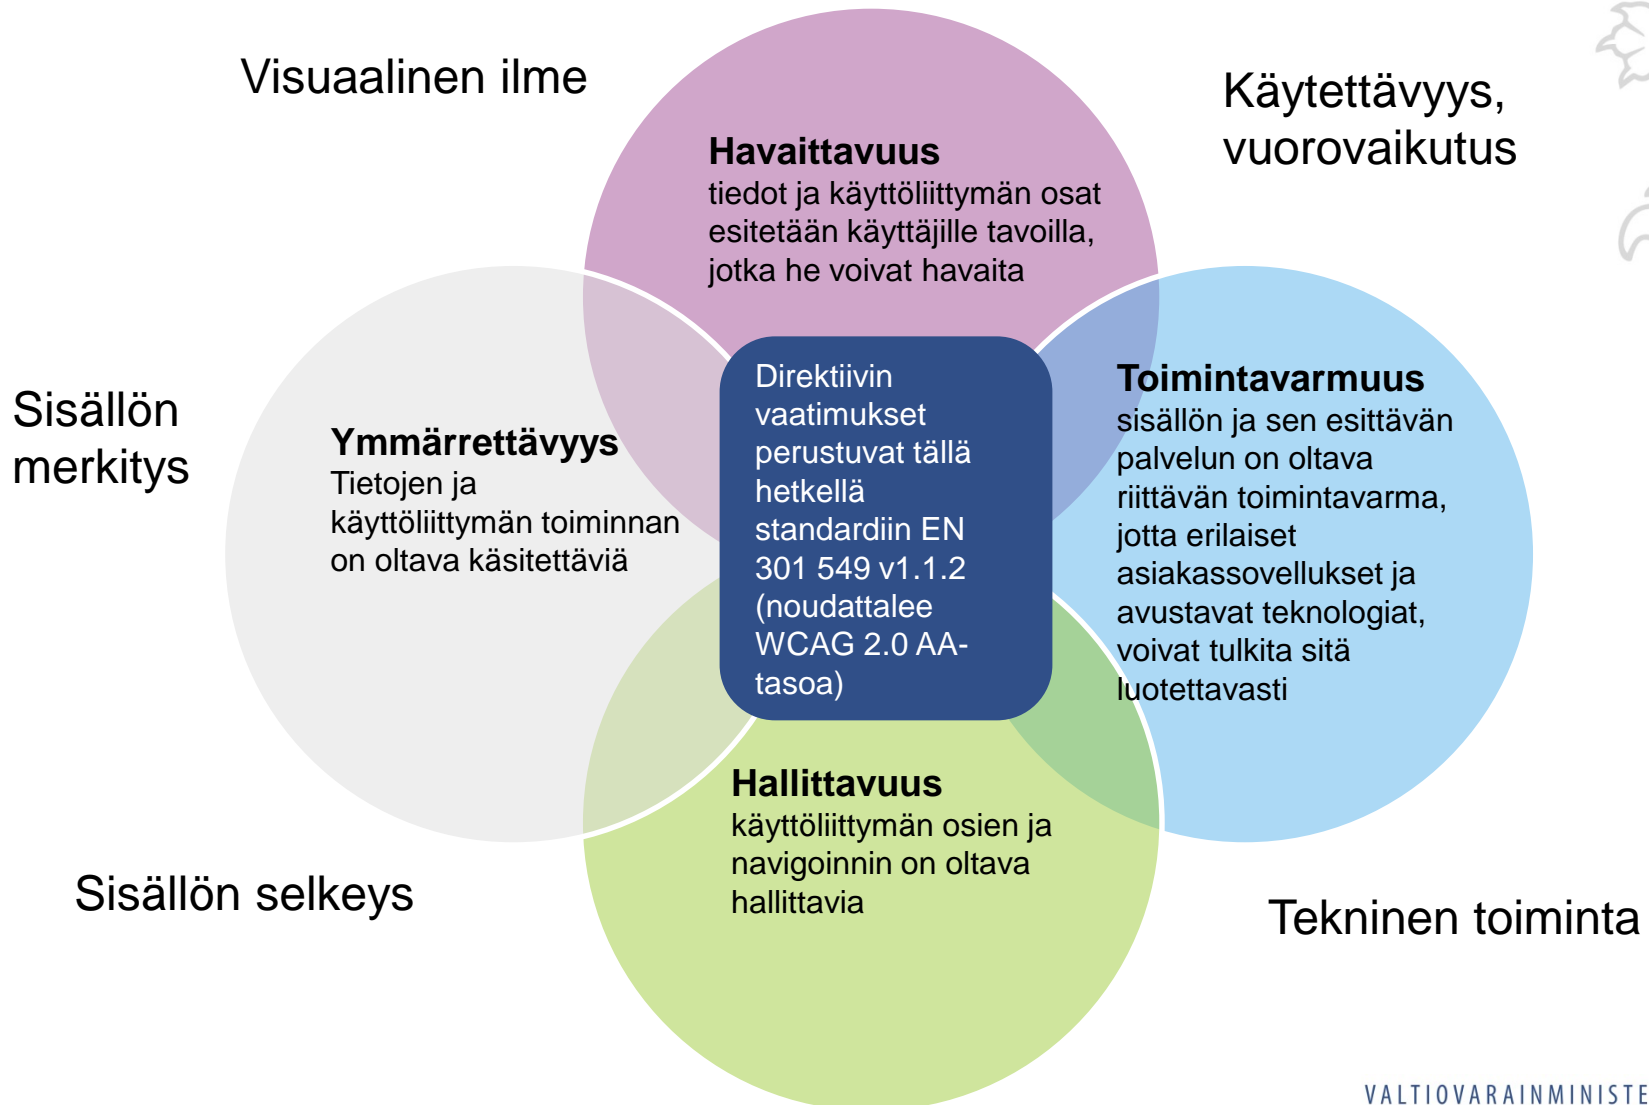 Visuaalinen ilme
Käytettävyys,
vuorovaikutus
Havaittavuus
tiedot ja käyttöliittymän osat
esitetään käyttäjille tavoilla,
jotka he voivat havaita
Sisällön
merkitys
Ymmärrettävyys
Tietojen ja
käyttöliittymän toiminnan
on oltava käsitettäviä
Direktiivin
vaatimukset
perustuvat tällä
hetkellä
standardiin EN
301 549 v1.1.2
(noudattalee
WCAG 2.0 AA-
tasoa)
Toimintavarmuus
sisällön ja sen esittävän
palvelun on oltava
riittävän toimintavarma,
jotta erilaiset
asiakassovellukset ja
avustavat teknologiat,
voivat tulkita sitä
luotettavasti
Hallittavuus
käyttöliittymän osien ja
navigoinnin on oltava
hallittavia
Sisällön selkeys
Tekninen toiminta
VALTIOVARAINMINISTE